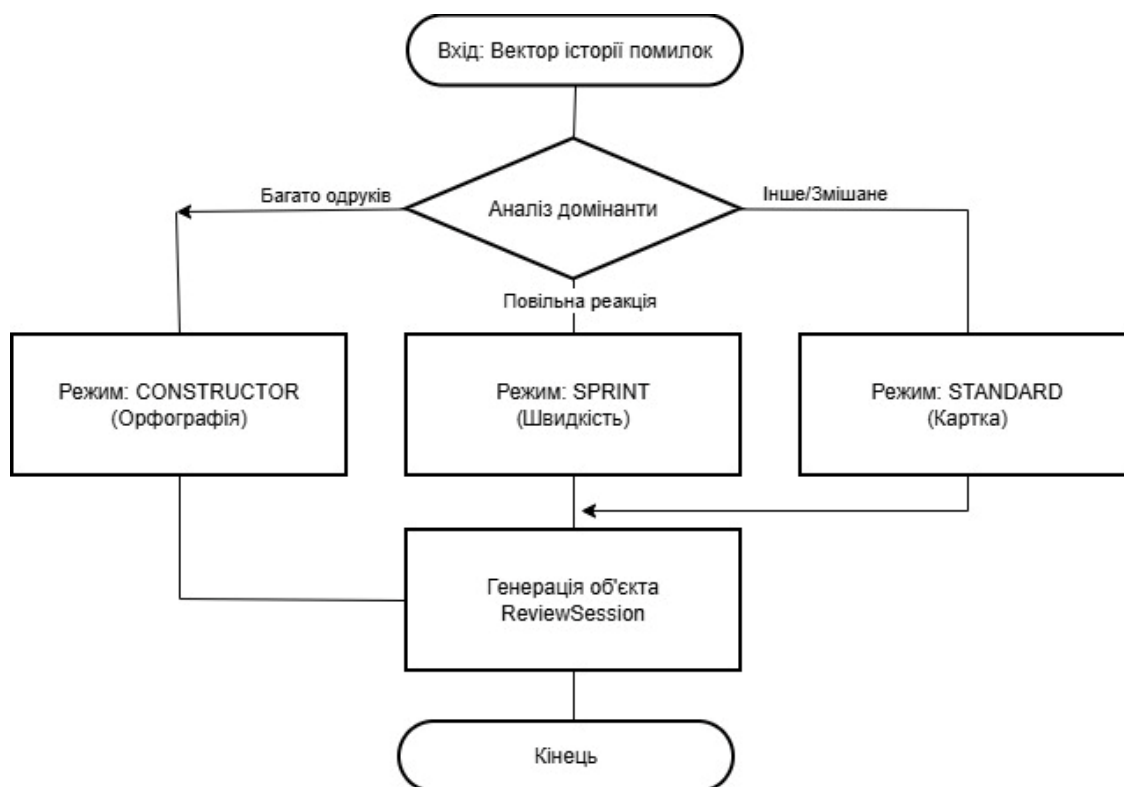 Вхід: Вектор історії помилок
Багато одруків
Аналіз домінанти
Інше/Змішане
Повільна реакція
Режим: CONSTRUCTOR
(Орфографія)
Режим: SPRINT
(Швидкість)
Режим: STANDARD
(Картка)
Генерація об'єкта
ReviewSession
Кінець